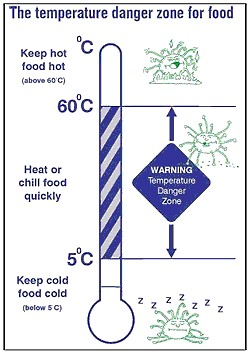 The temperature danger zone for food
°C
Keep hot
food hot
(above 60°C)
60°C
Heat or
chill food
quickly
WARNING
Temperature
Danger
Zone
5°C
Keep cold
food cold
(below 5°C)
z z z z z z z